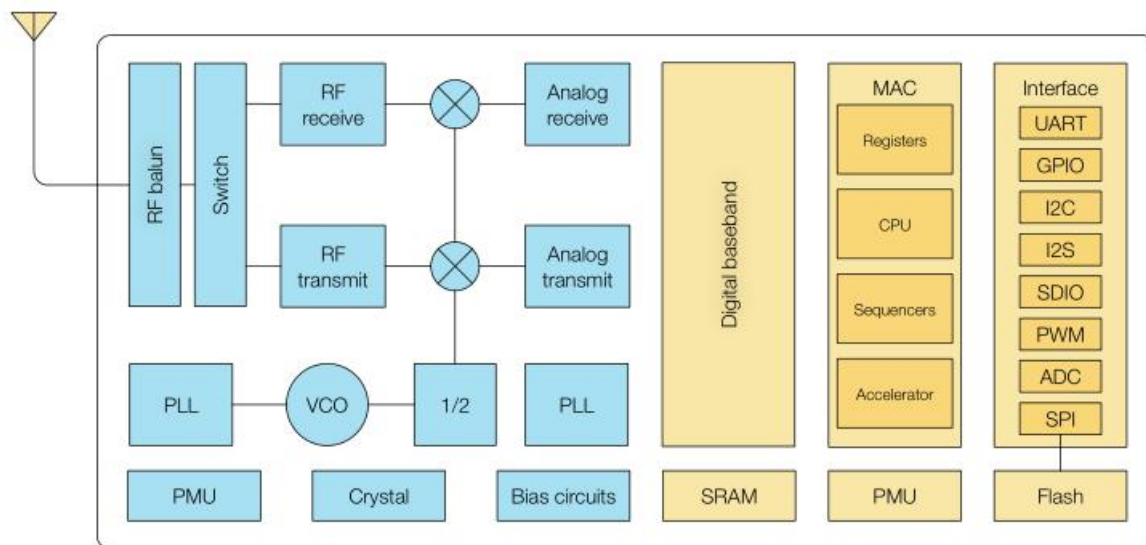 RF balun
Switch
RF
receive
Analog
receive
RF
transmit
Analog
transmit
PLL
VCO
1/2
PLL
PMU
Crystal
Bias circuits
Digital baseband
SRAM
MAC
Registers
CPU
Sequencers
Accelerator
PMU
Interface
UART
GPIO
I2C
I2S
SDIO
PWM
ADC
SPI
Flash